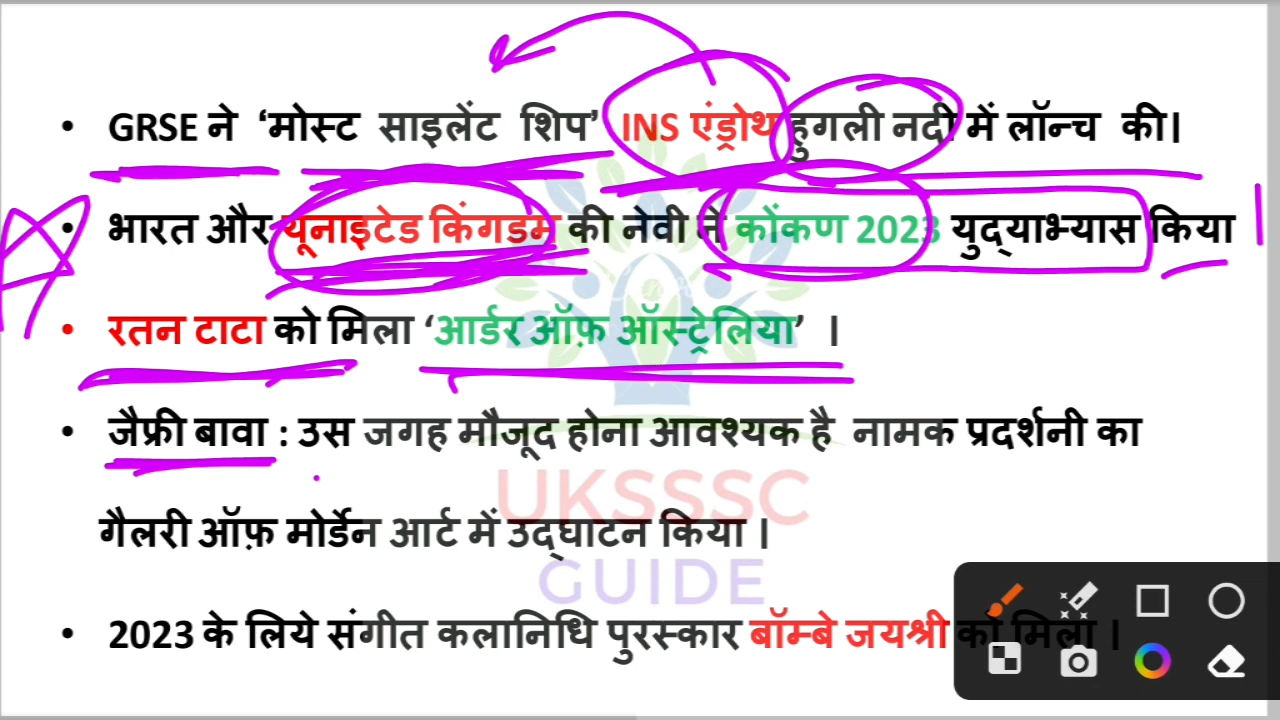 • GRSE ने ‘मोस्ट साइलेंट शिप’ INS एंड्रोथ हुगली नदी में लॉन्च की।
• भारत और यूनाइटेड किंगडम की नेवी ने कोंकण 2023 युद्याभ्यास किया
• रतन टाटा को मिला ‘आर्डर ऑफ़ ऑस्ट्रेलिया’ ।
• जैफ्री बावा : उस जगह मौजूद होना आवश्यक है नामक प्रदर्शनी का
गैलरी ऑफ़ मोर्डेन आर्ट में उद्घाटन किया ।
UKSSSC
GUIDE
• 2023 के लिये संगीत कलानिधि पुरस्कार बॉम्बे जयश्री को मिला ।